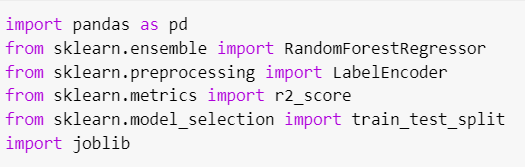 import pandas as pd
from sklearn.ensemble import RandomForestRegressor
from sklearn.preprocessing import LabelEncoder
from sklearn.metrics import r2_score
from sklearn.model_selection import train_test_split
import joblib